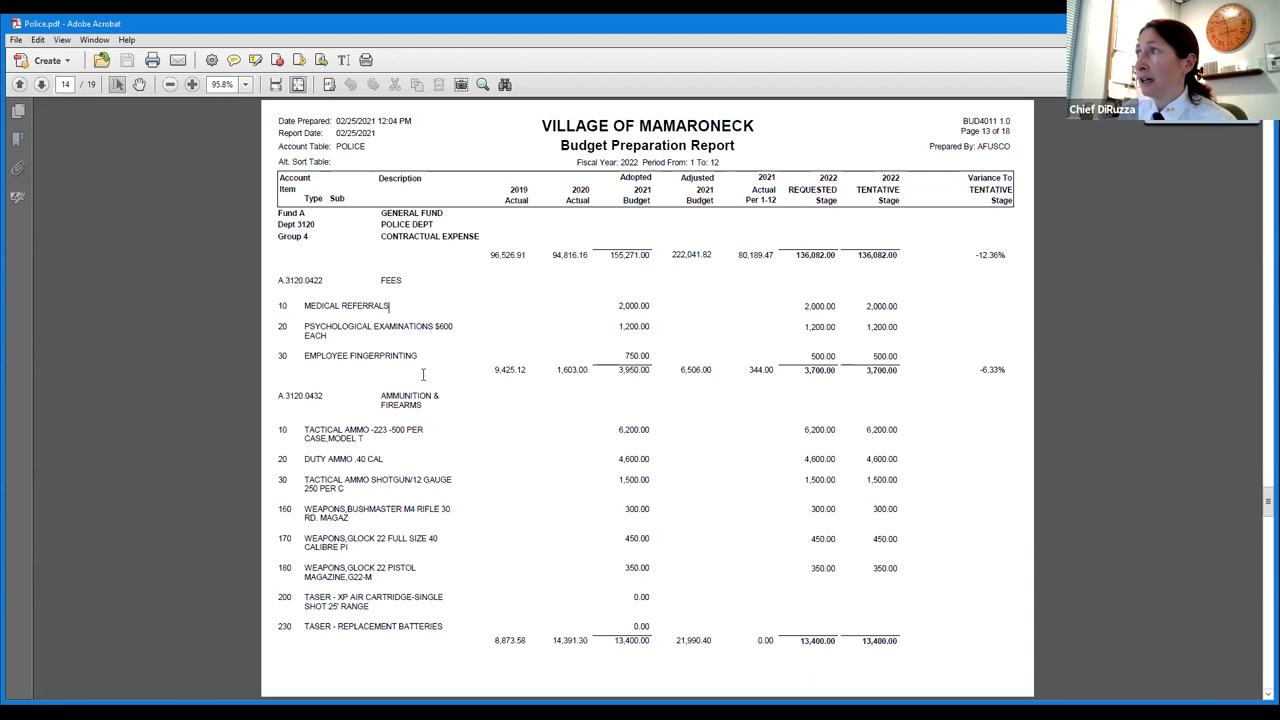 Police.pdf - Adobe Acrobat
File Edit View Window Help
Create
14 / 19 95.8%
Chief DiRuzza
Date Prepared: 02/25/2021 12:04 PM VILLAGE OF MAMARONECK BUD4011 1.0
Report Date: 02/25/2021 Budget Preparation Report Page 13 of 18
Account Table: POLICE Prepared By: AFUSCO
Alt. Sort Table: Fiscal Year: 2022 Period From: 1 To: 12
Account Description Adopted Adjusted 2021 2022 2022 Variance To
Item 2019 2020 2021 2021 Actual REQUESTED TENTATIVE TENTATIVE
Type Sub Actual Actual Budget Budget Per 1-12 Stage Stage Stage
Fund A GENERAL FUND
Dept 3120 POLICE DEPT
Group 4 CONTRACTUAL EXPENSE
96,526.91 94,816.16 155,271.00 222,041.82 80,189.47 136,082.00 136,082.00 -12.36%
A.3120.0422 FEES
10 MEDICAL REFERRALS 2,000.00 2,000.00 2,000.00
20 PSYCHOLOGICAL EXAMINATIONS $600 1,200.00 1,200.00 1,200.00
EACH
30 EMPLOYEE FINGERPRINTING 750.00 500.00 500.00
9,425.12 1,603.00 3,950.00 6,506.00 344.00 3,700.00 3,700.00 -6.33%
A.3120.0432 AMMUNITION &
FIREARMS
10 TACTICAL AMMO -223 -500 PER 6,200.00 6,200.00 6,200.00
CASE,MODEL T
20 DUTY AMMO .40 CAL 4,600.00 4,600.00 4,600.00
30 TACTICAL AMMO SHOTGUN/12 GAUGE 1,500.00 1,500.00 1,500.00
250 PER C
160 WEAPONS,BUSHMASTER M4 RIFLE 30 300.00 300.00 300.00
RD. MAGAZ
170 WEAPONS,GLOCK 22 FULL SIZE 40 450.00 450.00 450.00
CALIBRE PI
180 WEAPONS,GLOCK 22 PISTOL 350.00 350.00 350.00
MAGAZINE,G22-M
200 TASER - XP AIR CARTRIDGE-SINGLE 0.00
SHOT 25' RANGE
230 TASER - REPLACEMENT BATTERIES 0.00
8,873.58 14,391.30 13,400.00 21,990.40 0.00 13,400.00 13,400.00